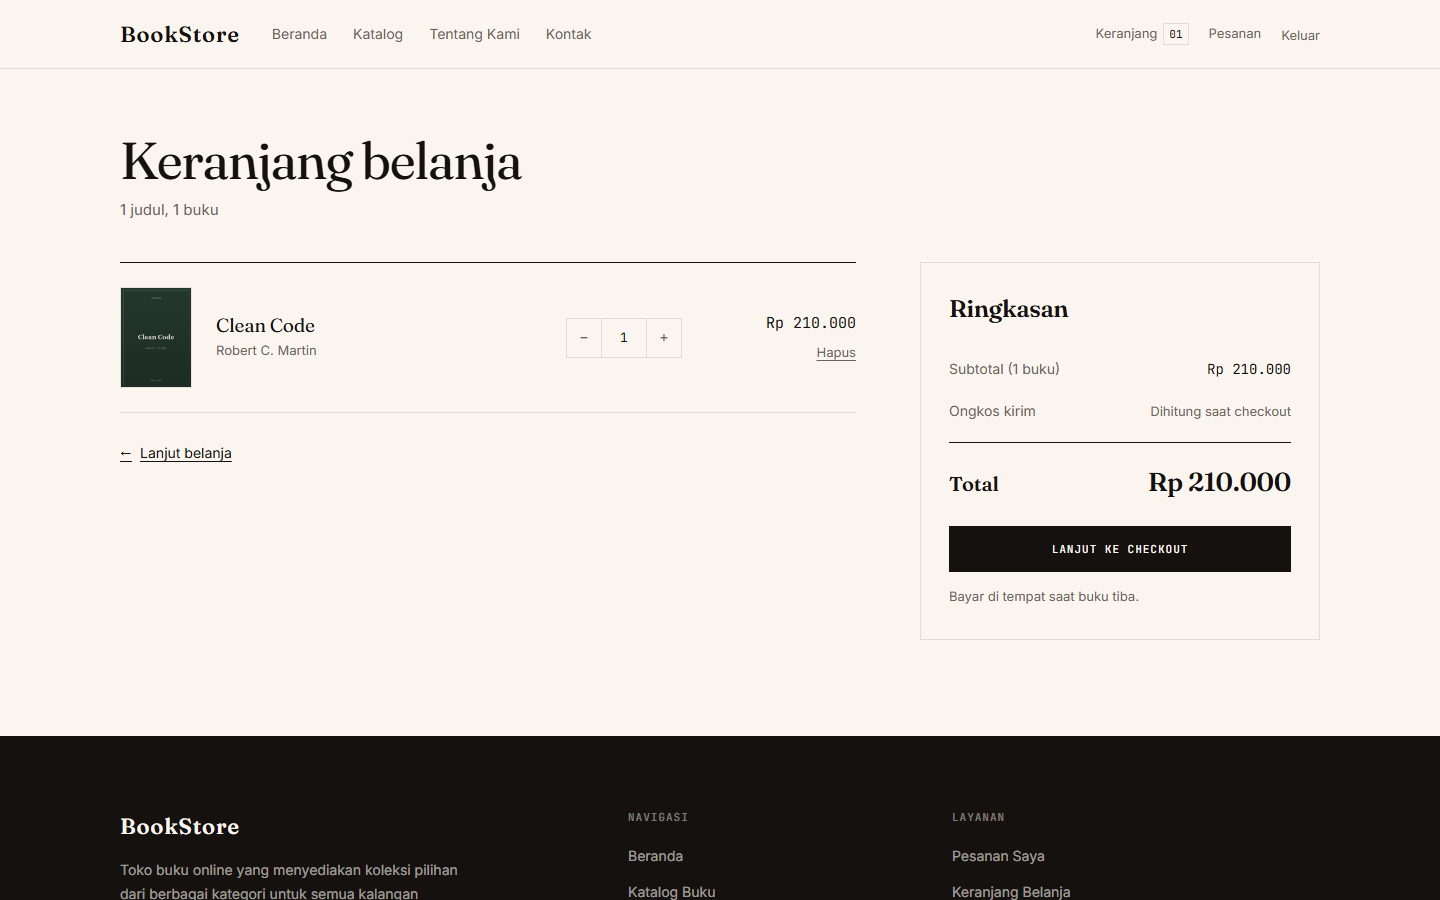 BookStore Beranda Katalog Tentang Kami Kontak Keranjang 01 Pesanan Keluar
Keranjang belanja
1 judul, 1 buku
Clean Code
Clean Code
Robert C. Martin
− 1 +
Rp 210.000
Hapus
← Lanjut belanja
Ringkasan
Subtotal (1 buku) Rp 210.000
Ongkos kirim Dihitung saat checkout
Total Rp 210.000
LANJUT KE CHECKOUT
Bayar di tempat saat buku tiba.
BookStore
Toko buku online yang menyediakan koleksi pilihan
dari berbagai kategori untuk semua kalangan
NAVIGASI
Beranda
Katalog Buku
LAYANAN
Pesanan Saya
Keranjang Belanja